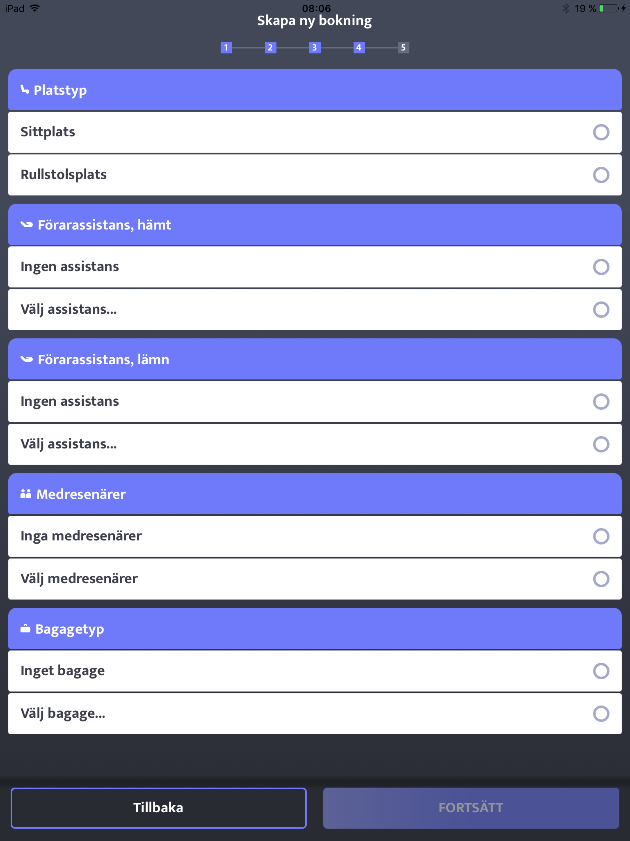 iPad 08:06 19 %
Skapa ny bokning
1 2 3 4 5
Platstyp
Sittplats
Rullstolsplats
Förarassistans, hämt
Ingen assistans
Välj assistans...
Förarassistans, lämn
Ingen assistans
Välj assistans...
Medresenärer
Inga medresenärer
Välj medresenärer
Bagagetyp
Inget bagage
Välj bagage...
Tillbaka FORTSÄTT